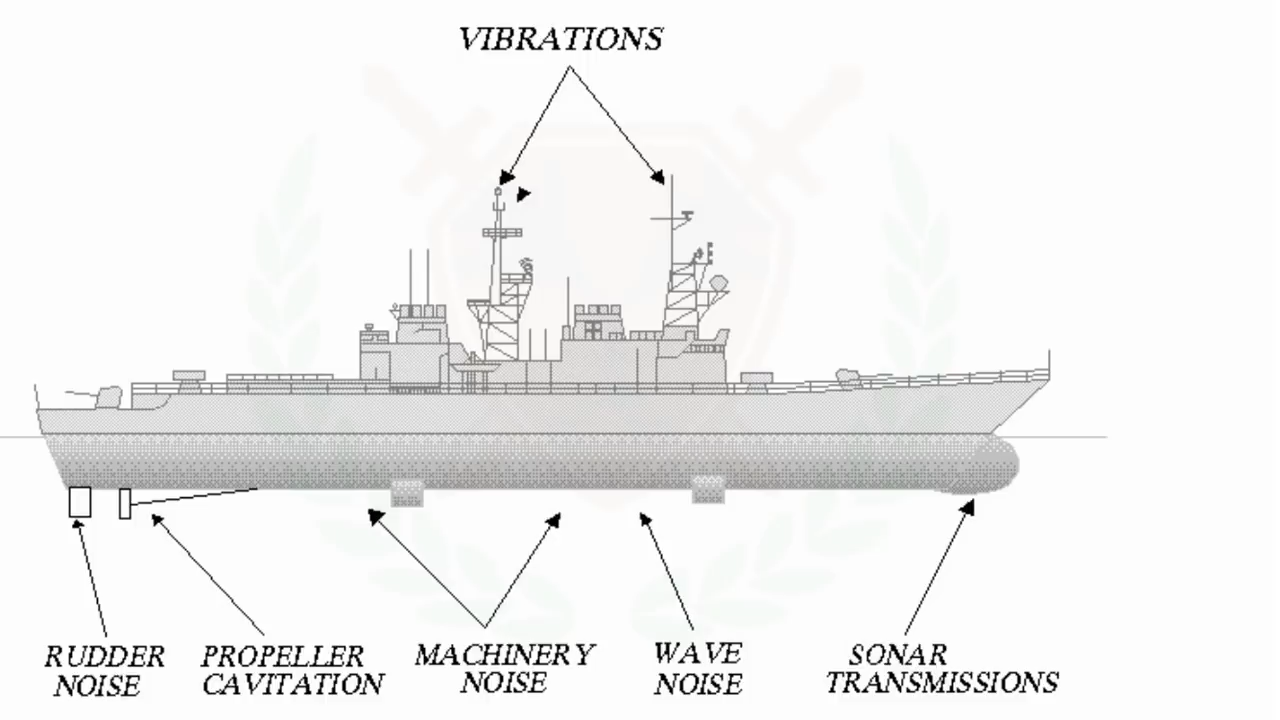 VIBRATIONS
RUDDER
NOISE
PROPELLER
CAVITATION
MACHINERY
NOISE
WAVE
NOISE
SONAR
TRANSMISSIONS